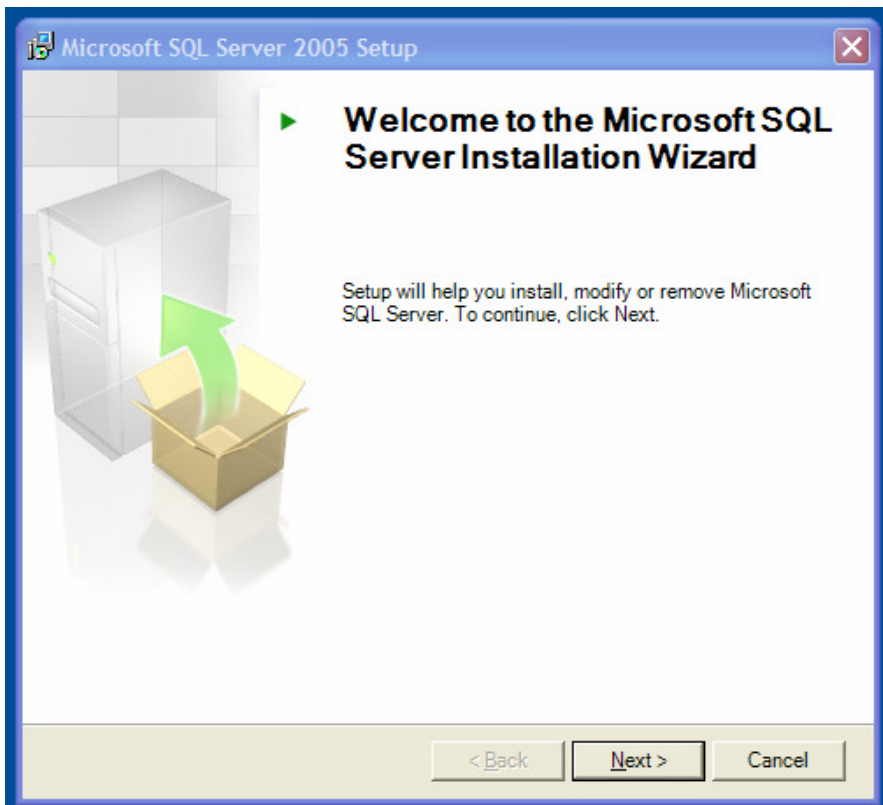 Microsoft SQL Server 2005 Setup
Welcome to the Microsoft SQL
Server Installation Wizard
Setup will help you install, modify or remove Microsoft
SQL Server. To continue, click Next.
< Back Next > Cancel